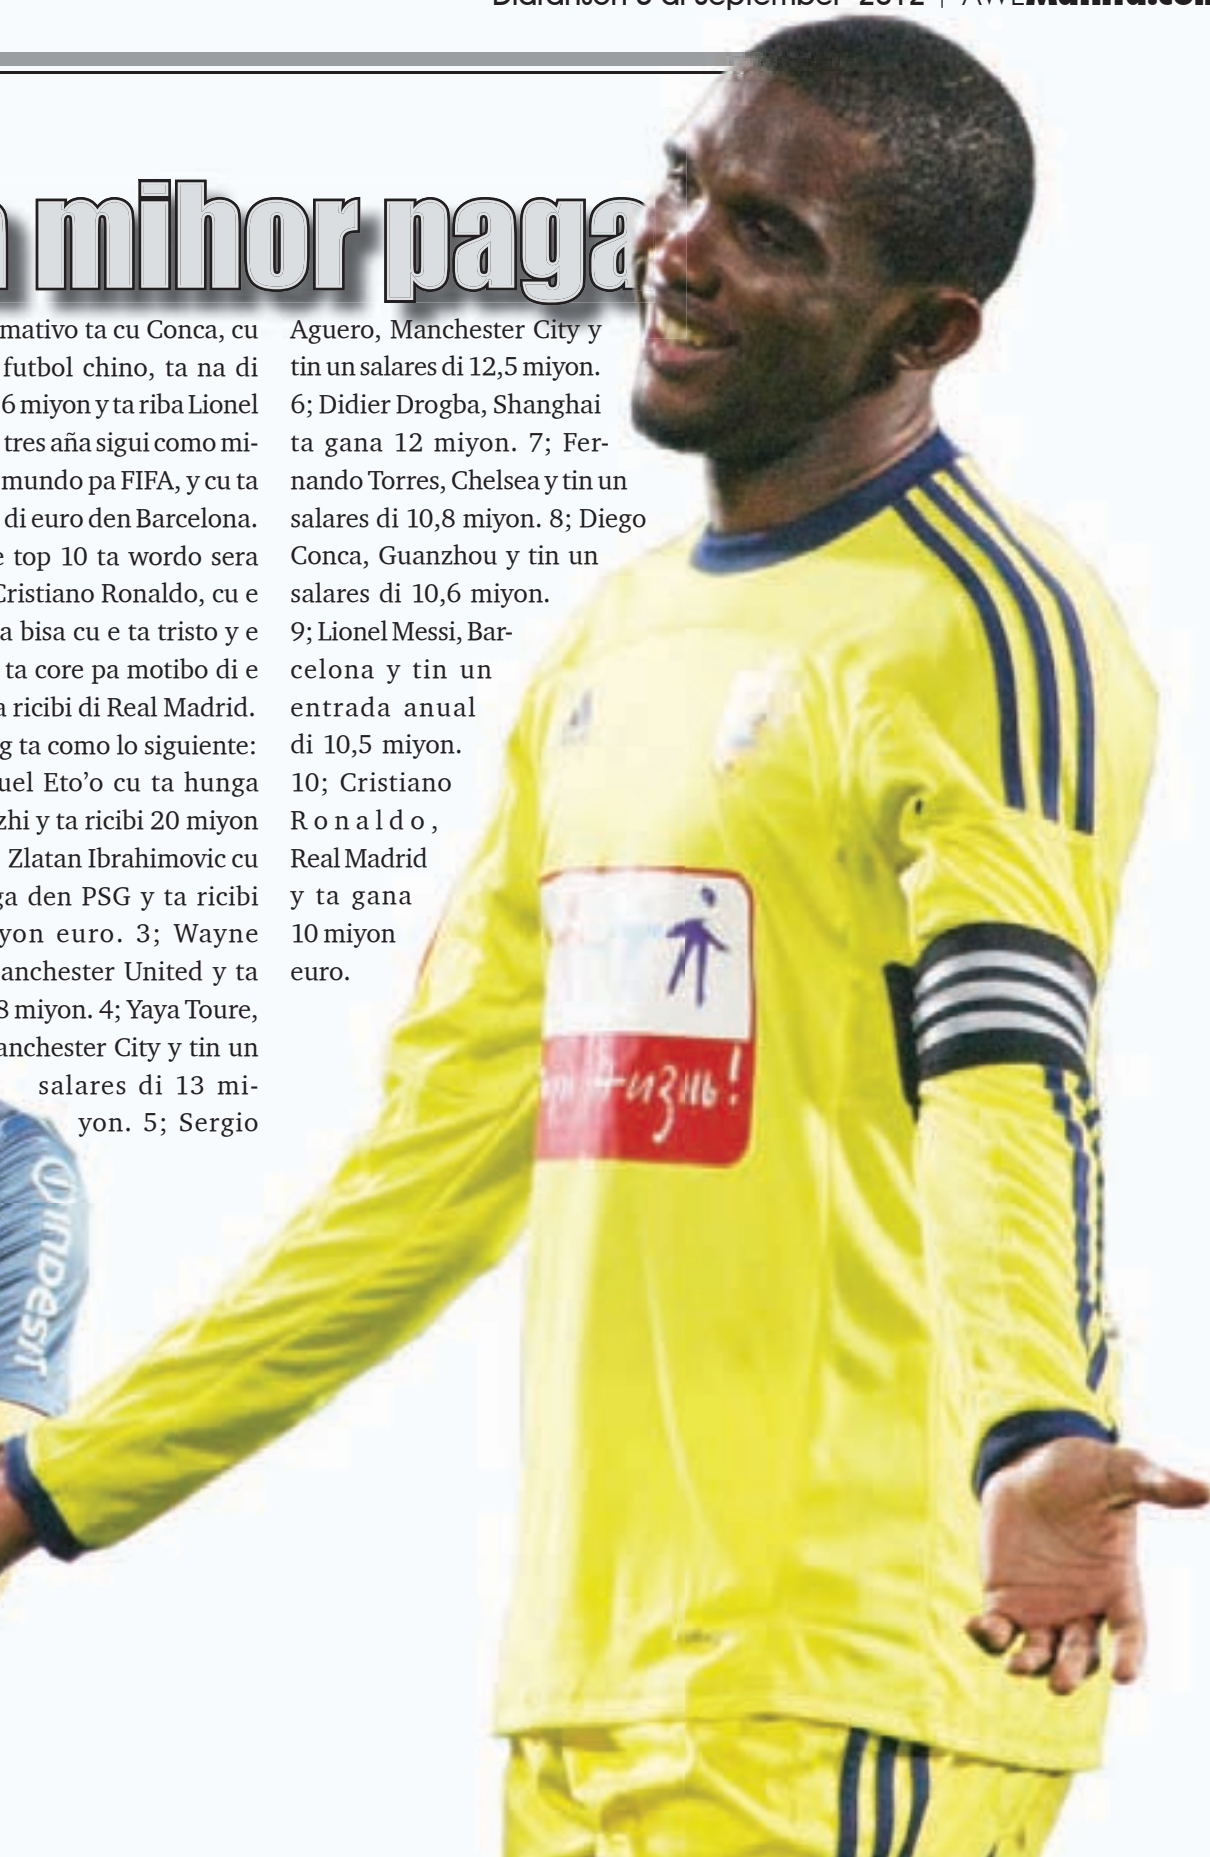 mihor paga
mativo ta cu Conca, cu
futbol chino, ta na di
6 miyon y ta riba Lionel
tres aña sigui como mi-
mundo pa FIFA, y cu ta
di euro den Barcelona.
e top 10 ta wordo sera
Cristiano Ronaldo, cu e
a bisa cu e ta tristo y e
ta core pa motibo di e
a ricibi di Real Madrid.
g ta como lo siguiente:
uel Eto’o cu ta hunga
zhi y ta ricibi 20 miyon
Zlatan Ibrahimovic cu
ga den PSG y ta ricibi
yon euro. 3; Wayne
anchester United y ta
8 miyon. 4; Yaya Toure,
anchester City y tin un
salares di 13 mi-
yon. 5; Sergio
Aguero, Manchester City y
tin un salares di 12,5 miyon.
6; Didier Drogba, Shanghai
ta gana 12 miyon. 7; Fer-
nando Torres, Chelsea y tin un
salares di 10,8 miyon. 8; Diego
Conca, Guanzhou y tin un
salares di 10,6 miyon.
9; Lionel Messi, Bar-
celona y tin un
entrada anual
di 10,5 miyon.
10; Cristiano
Ronaldo,
Real Madrid
y ta gana
10 miyon
euro.
жизнь!
indesit